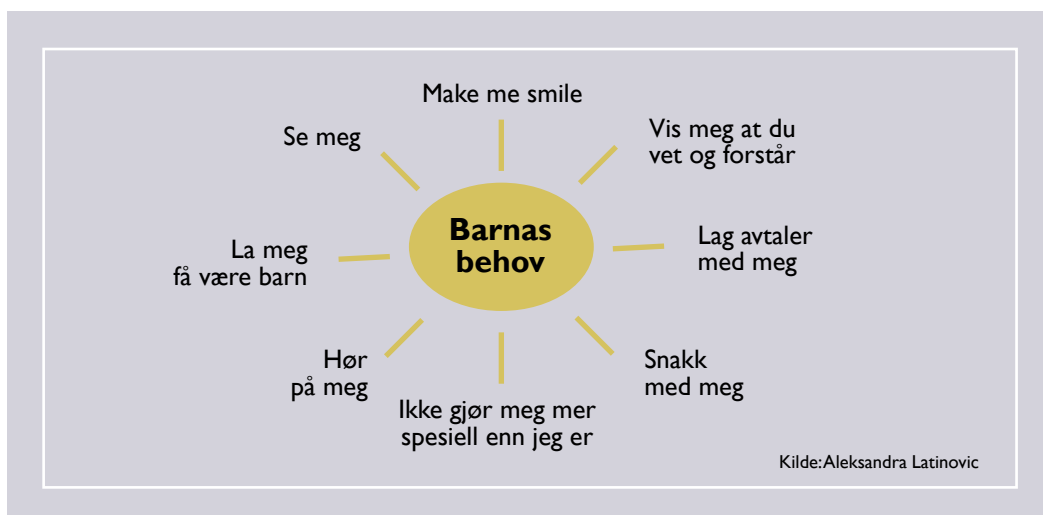 Make me smile
Se meg
Vis meg at du
vet og forstår
Barnas
behov
La meg
få være barn
Lag avtaler
med meg
Hør
på meg
Snakk
med meg
Ikke gjør meg mer
spesiell enn jeg er
Kilde:Aleksandra Latinovic